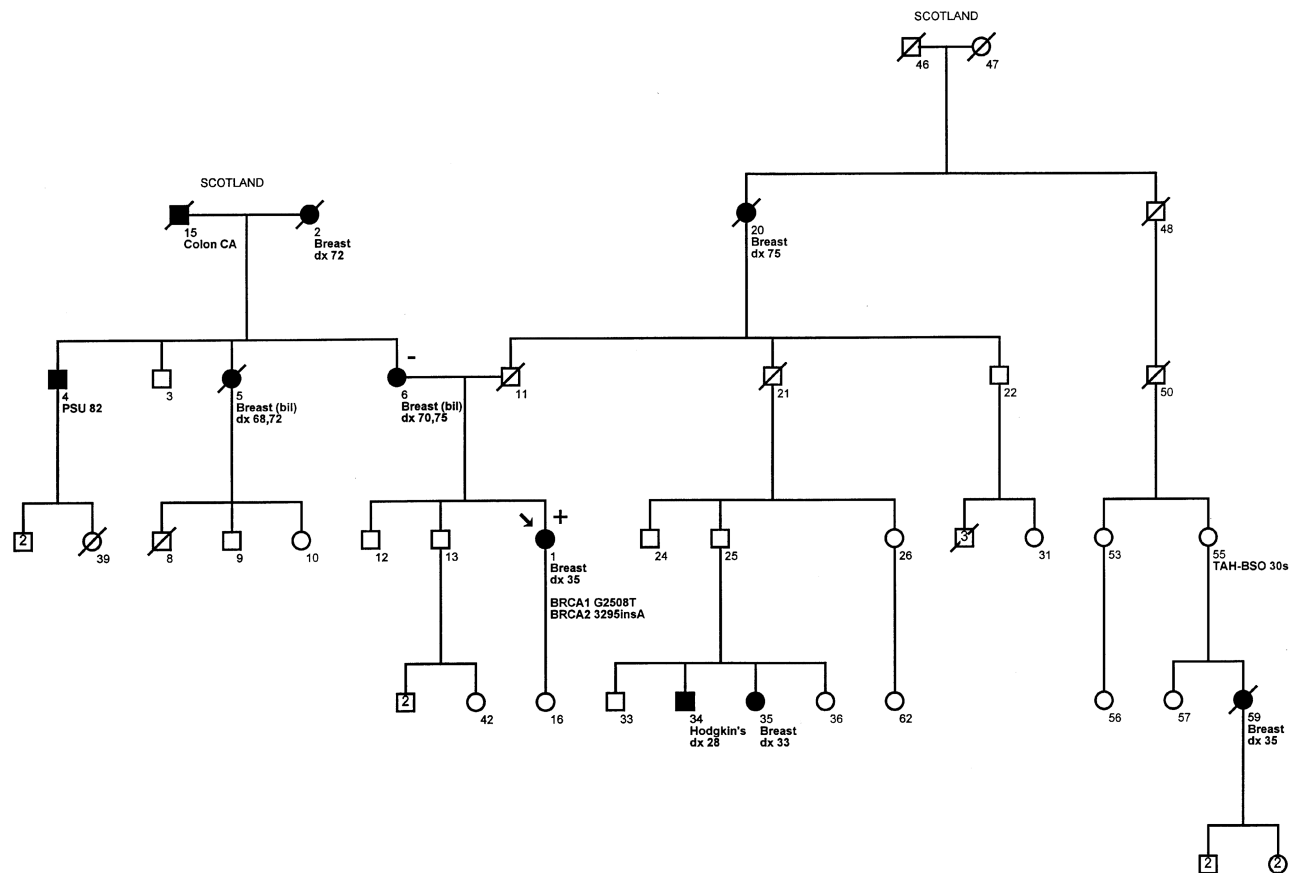 SCOTLAND
46
47
SCOTLAND
15
Colon CA
2
Breast
dx 72
20
Breast
dx 75
48
4
PSU 82
3
5
Breast (bil)
dx 68,72
-
6
Breast (bil)
dx 70,75
11
21
22
50
2
39
8
9
10
12
13
+
1
Breast
dx 35
BRCA1 G2508T
BRCA2 3295insA
24
25
26
3
31
53
55
TAH-BSO 30s
2
42
16
33
34
Hodgkin's
dx 28
35
Breast
dx 33
36
62
56
57
59
Breast
dx 35
2
2